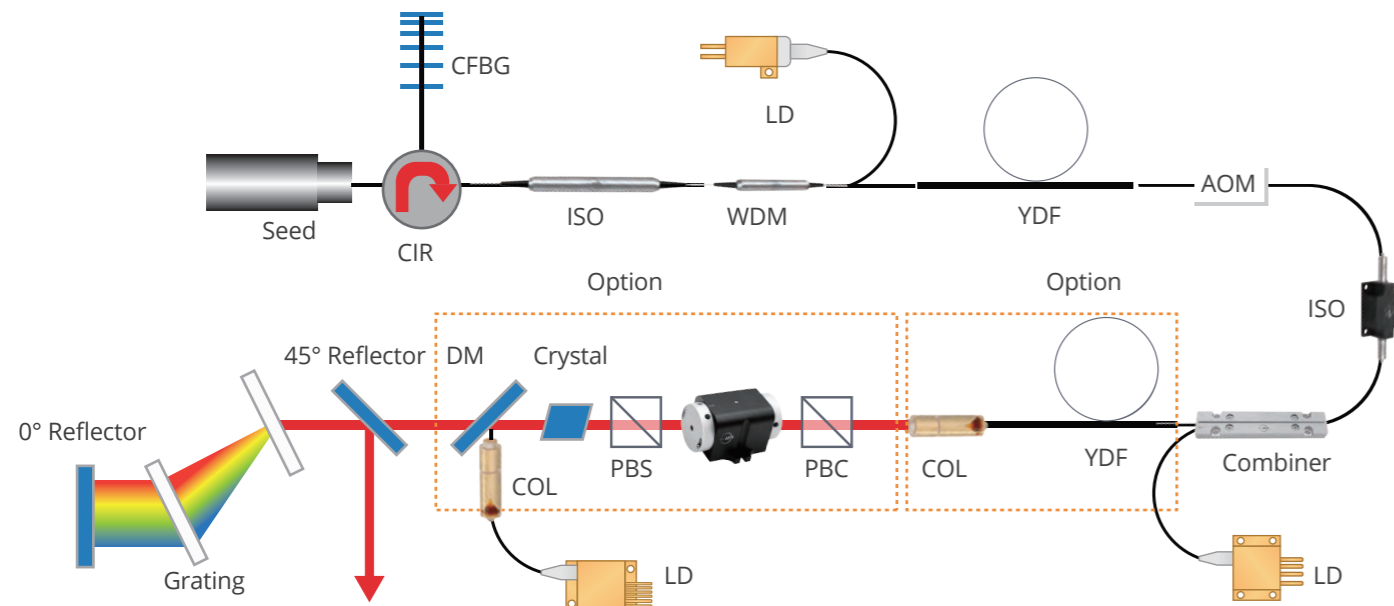 CFBG
LD
Seed
CIR
ISO
WDM
YDF
AOM
Option
Option
ISO
45° Reflector
DM
Crystal
0° Reflector
PBS
PBC
COL
YDF
Combiner
COL
Grating
LD
LD